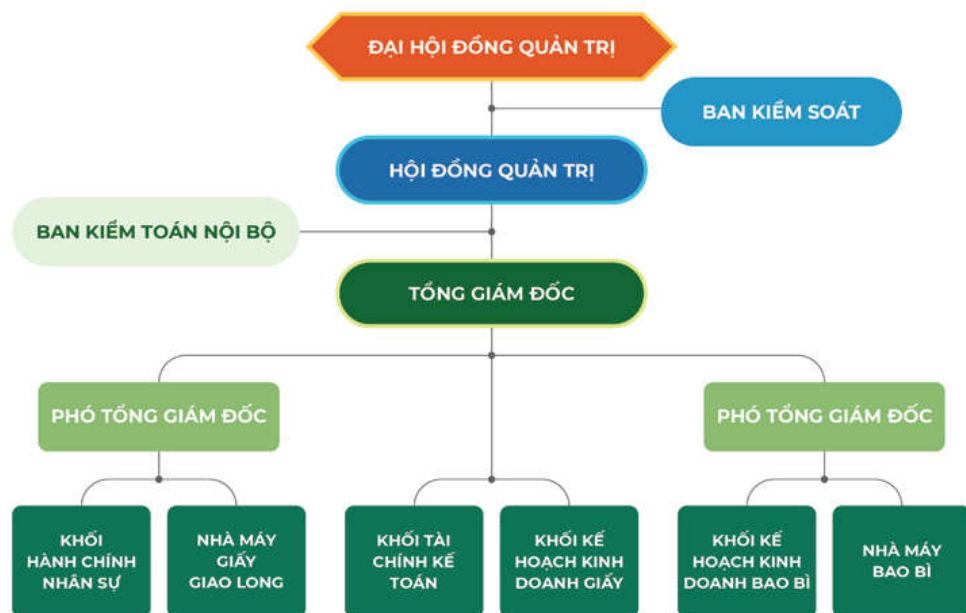 ĐẠI HỘI ĐỒNG QUẢN TRỊ
BAN KIỂM SOÁT
HỘI ĐỒNG QUẢN TRỊ
BAN KIỂM TOÁN NỘI BỘ
TỔNG GIÁM ĐỐC
PHÓ TỔNG GIÁM ĐỐC
PHÓ TỔNG GIÁM ĐỐC
KHỐI
HÀNH CHÍNH
NHÂN SỰ
NHÀ MÁY
GIẤY
GIAO LONG
KHỐI TÀI
CHÍNH KẾ
TOÁN
KHỐI KẾ
HOẠCH KINH
DOANH GIẤY
KHỐI KẾ
HOẠCH KINH
DOANH BAO BÌ
NHÀ MÁY
BAO BÌ